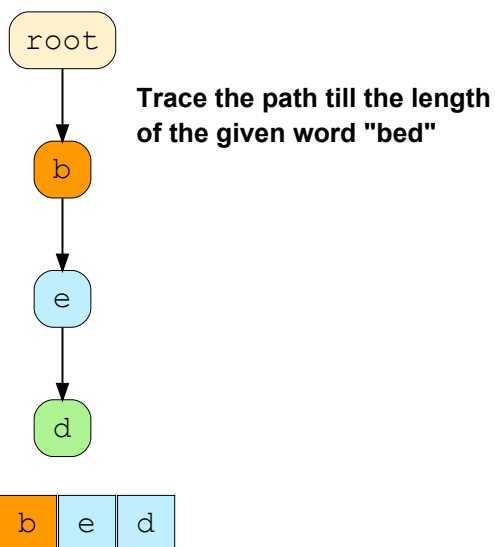 root
Trace the path till the length
of the given word "bed"
b
e
d
b e d